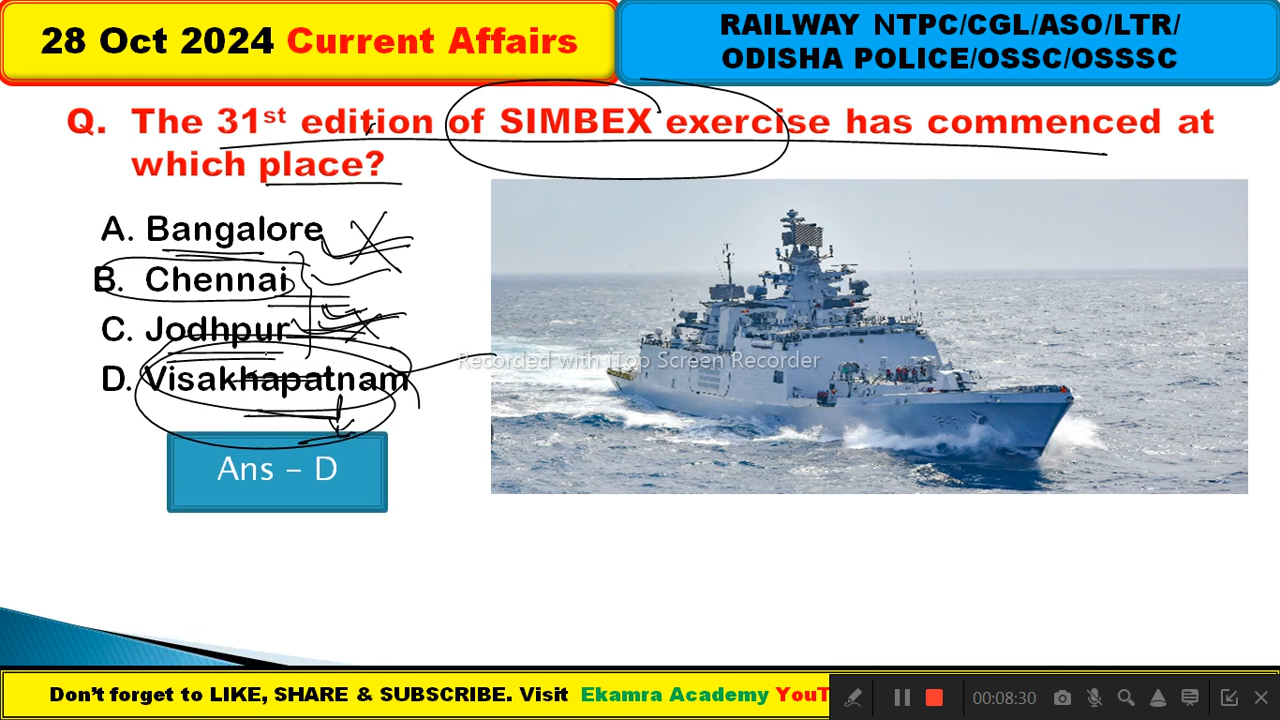 28 Oct 2024 Current Affairs
RAILWAY NTPC/CGL/ASO/LTR/
ODISHA POLICE/OSSC/OSSSC
Q. The 31st edition of SIMBEX exercise has commenced at
which place?
A. Bangalore
B. Chennai
C. Jodhpur
D. Visakhapatnam
Recorded with iTop Screen Recorder
Ans – D
Don't forget to LIKE, SHARE & SUBSCRIBE. Visit Ekamra Academy YouT
00:08:30